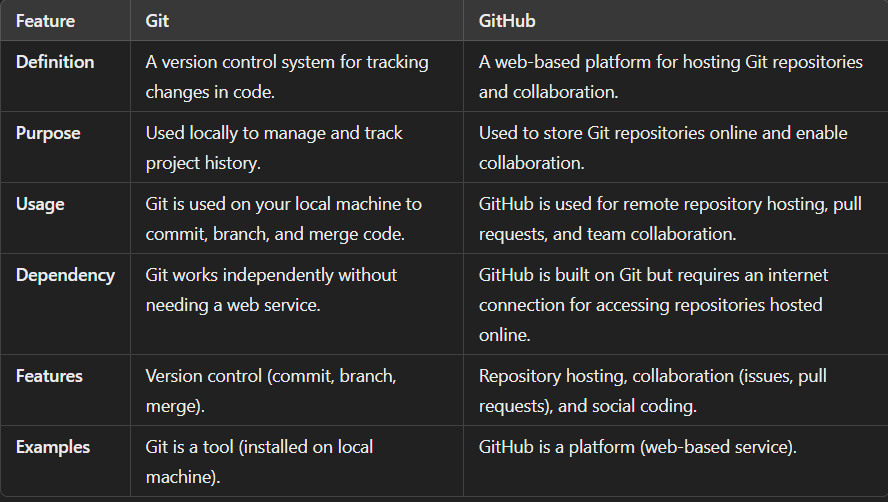 Feature Git GitHub
Definition A version control system for tracking A web-based platform for hosting Git repositories
changes in code. and collaboration.
Purpose Used locally to manage and track Used to store Git repositories online and enable
project history. collaboration.
Usage Git is used on your local machine to GitHub is used for remote repository hosting, pull
commit, branch, and merge code. requests, and team collaboration.
Dependency Git works independently without GitHub is built on Git but requires an internet
needing a web service. connection for accessing repositories hosted
online.
Features Version control (commit, branch, Repository hosting, collaboration (issues, pull
merge). requests), and social coding.
Examples Git is a tool (installed on local GitHub is a platform (web-based service).
machine).